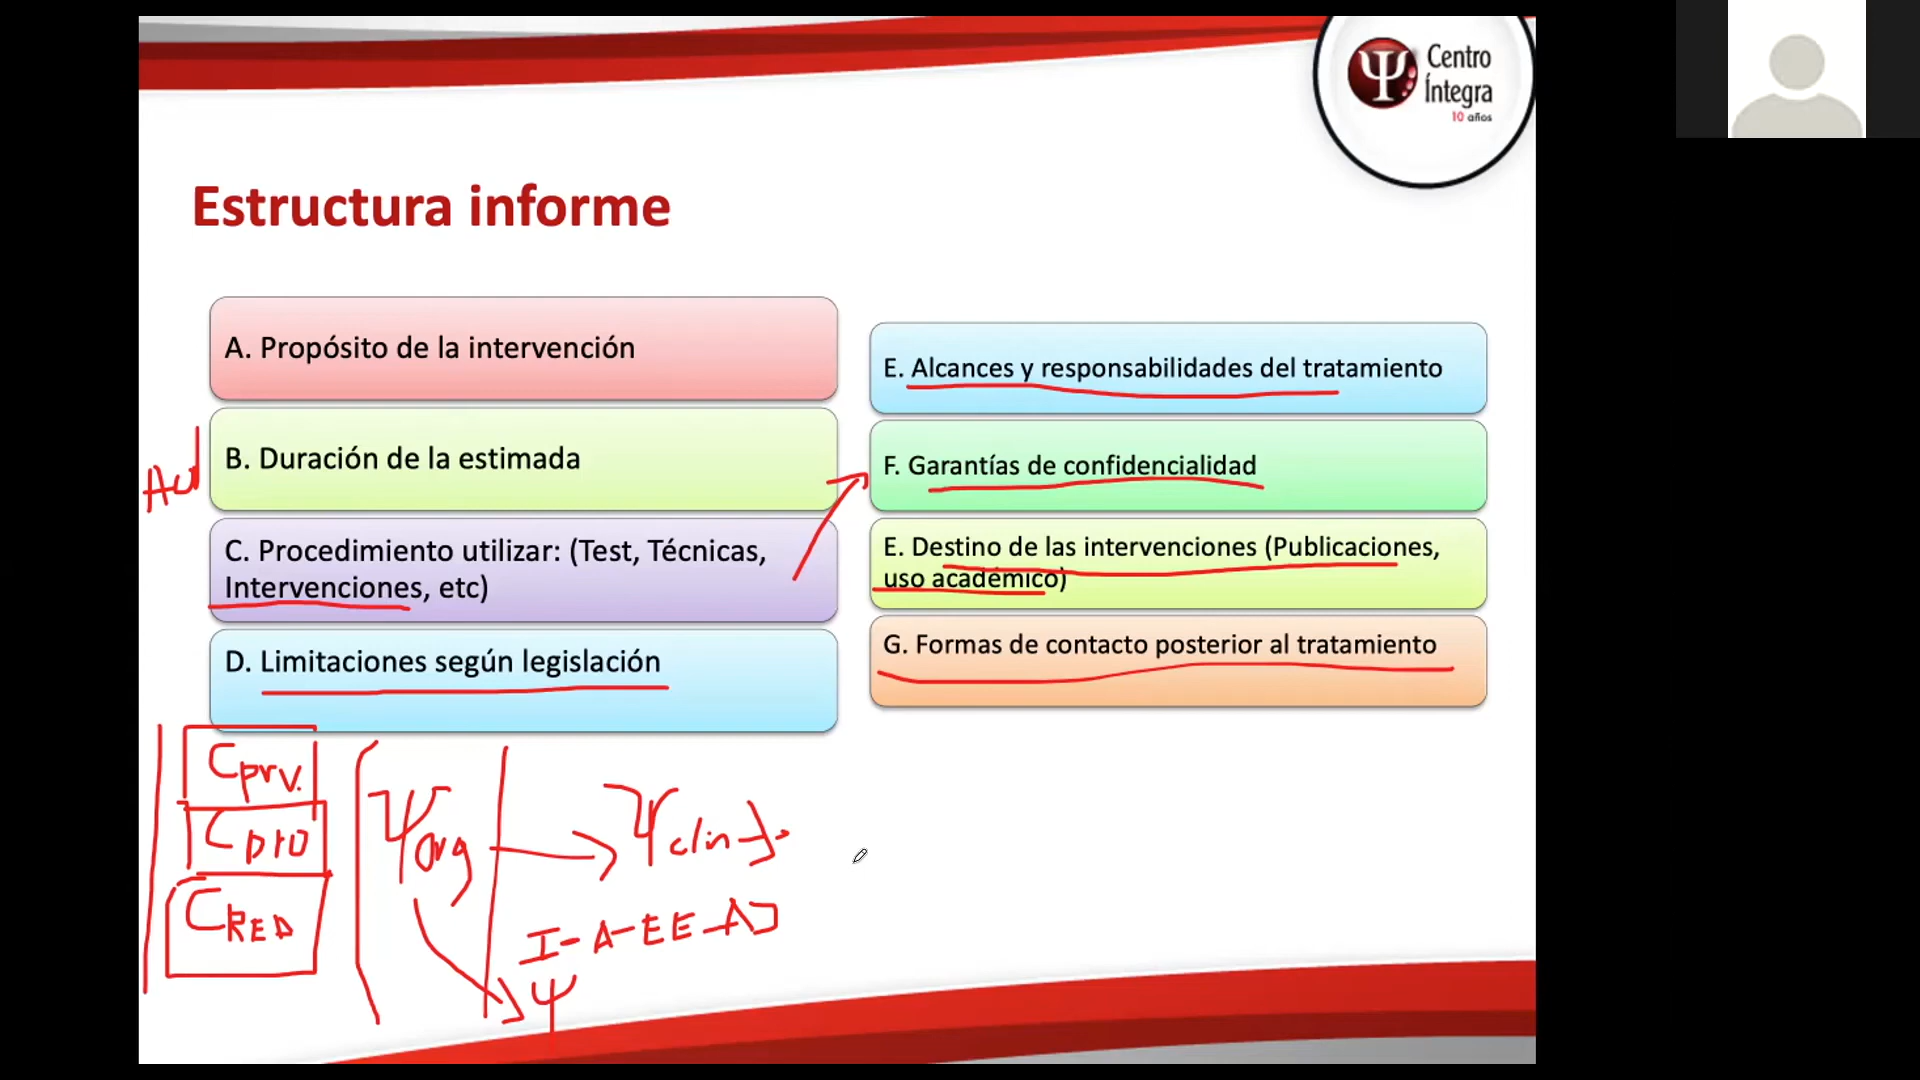 Centro
Íntegra
10 años
Estructura informe
A. Propósito de la intervención
B. Duración de la estimada
C. Procedimiento utilizar: (Test, Técnicas,
Intervenciones, etc)
D. Limitaciones según legislación
E. Alcances y responsabilidades del tratamiento
F. Garantías de confidencialidad
E. Destino de las intervenciones (Publicaciones,
uso académico)
G. Formas de contacto posterior al tratamiento
Cprv.
Cpro
CRED
Ψorg
Ψclin
I-A-EE-AJ
Ψ